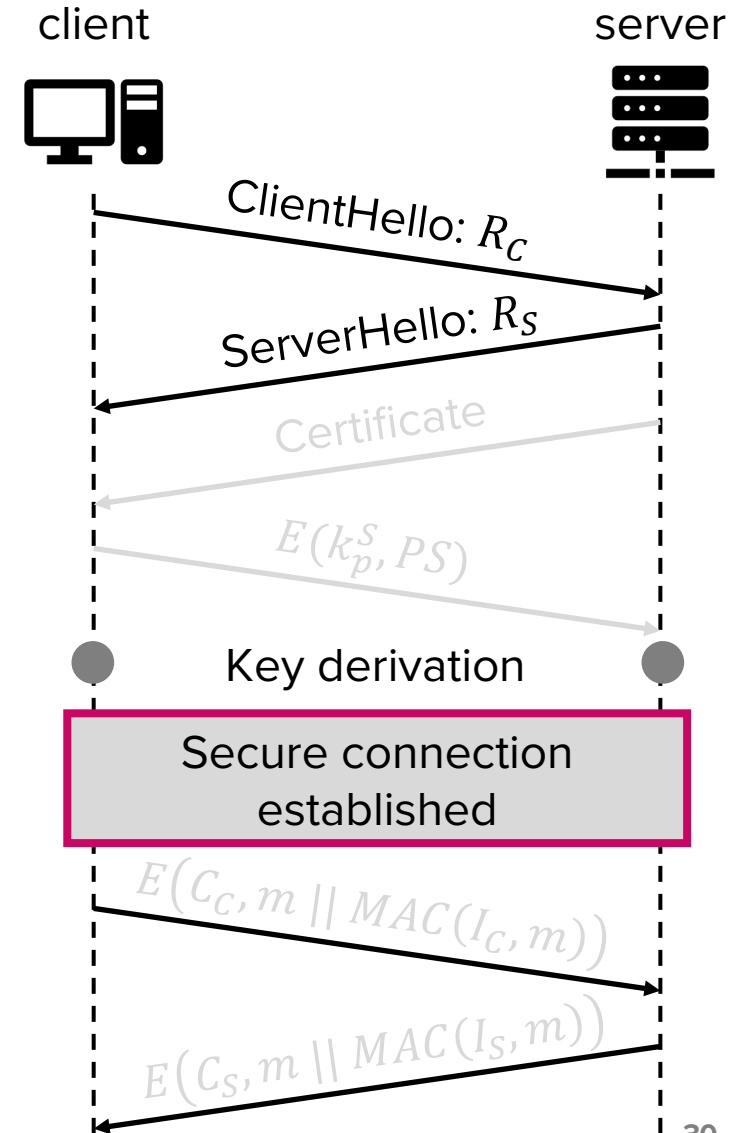 client
server
ClientHello: R_C
ServerHello: R_S
Certificate
E(k_p^S, PS)
Key derivation
Secure connection
established
E(C_C, m || MAC(I_C, m))
E(C_S, m || MAC(I_S, m))